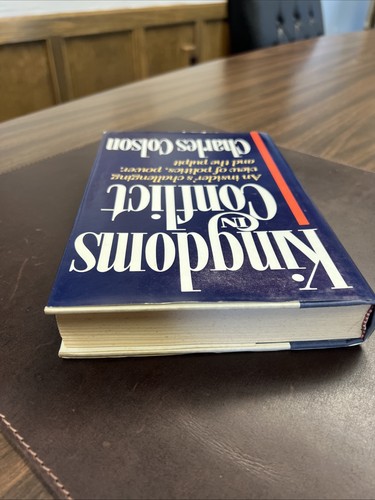 Kingdoms
IN
Conflict
An insider's challenging
view of politics, power,
and the pulpit
Charles Colson